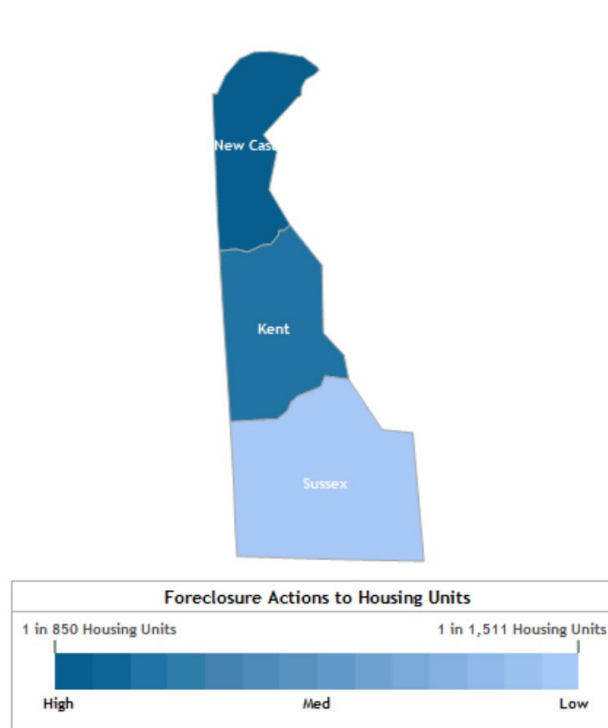 New Cast
Kent
Sussex
Foreclosure Actions to Housing Units
1 in 850 Housing Units 1 in 1,511 Housing Units
High Med Low